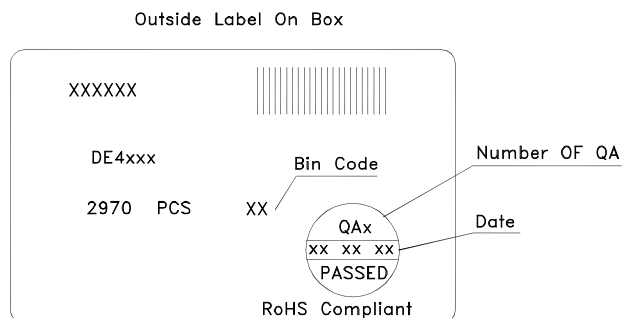 Outside Label On Box
XXXXXX
DE4xxx
Bin Code
Number OF QA
2970 PCS XX
QAx
Date
xx xx xx
PASSED
RoHS Compliant